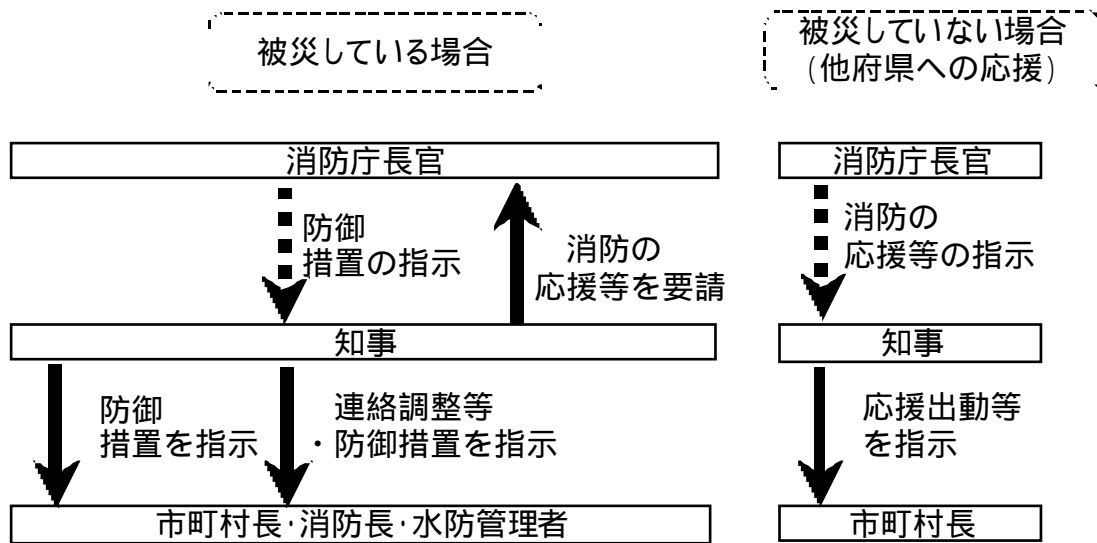 被災している場合
被災していない場合
(他府県への応援)
消防庁長官
消防庁長官
防御
措置の指示
消防の
応援等を要請
消防の
応援等の指示
知事
知事
防御
措置を指示
連絡調整等
・防御措置を指示
応援出動等
を指示
市町村長・消防長・水防管理者
市町村長